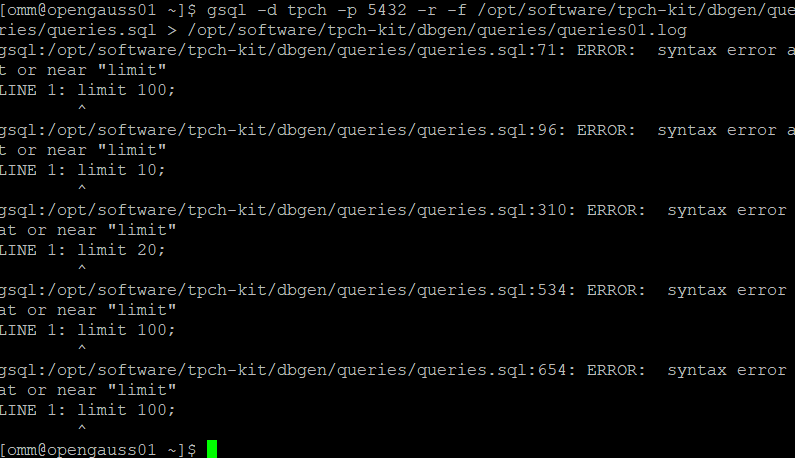 [omm@opengauss01 ~]$ gsql -d tpch -p 5432 -r -f /opt/software/tpch-kit/dbgen/que
ries/queries.sql > /opt/software/tpch-kit/dbgen/queries/queries01.log
gsql:/opt/software/tpch-kit/dbgen/queries/queries.sql:71: ERROR:  syntax error a
t or near "limit"
LINE 1: limit 100;
        ^
gsql:/opt/software/tpch-kit/dbgen/queries/queries.sql:96: ERROR:  syntax error a
t or near "limit"
LINE 1: limit 10;
        ^
gsql:/opt/software/tpch-kit/dbgen/queries/queries.sql:310: ERROR:  syntax error
at or near "limit"
LINE 1: limit 20;
        ^
gsql:/opt/software/tpch-kit/dbgen/queries/queries.sql:534: ERROR:  syntax error
at or near "limit"
LINE 1: limit 100;
        ^
gsql:/opt/software/tpch-kit/dbgen/queries/queries.sql:654: ERROR:  syntax error
at or near "limit"
LINE 1: limit 100;
        ^
[omm@opengauss01 ~]$